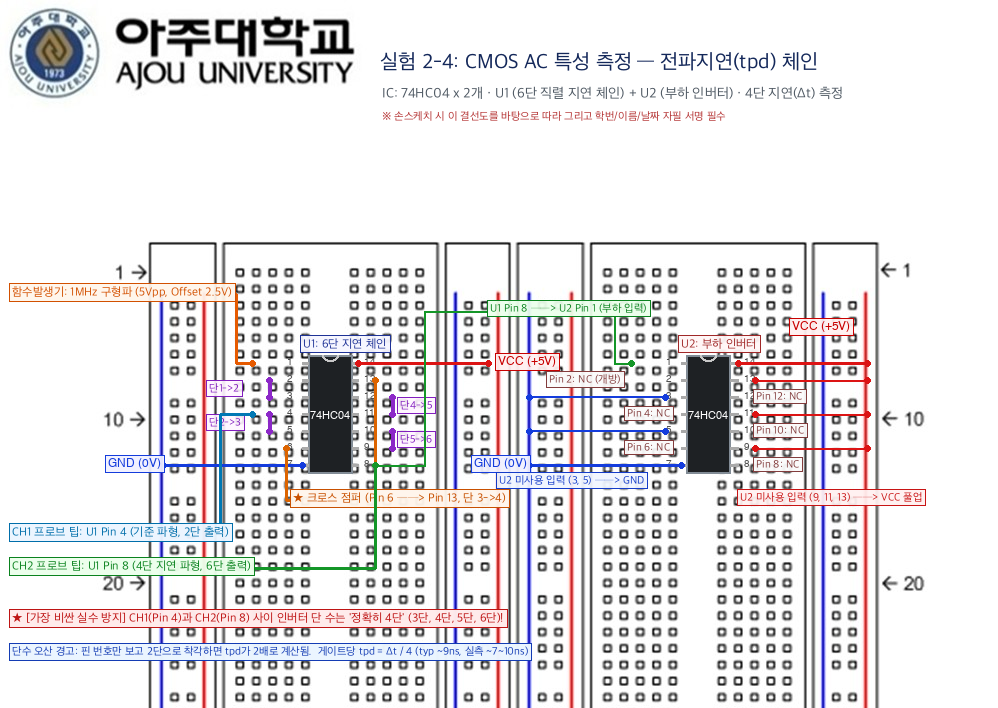 아주대학교
AJOU UNIVERSITY
아주대학교
AJOU UNIVERSITY
1973
실험 2-4: CMOS AC 특성 측정 — 전파지연(tpd) 체인
IC: 74HC04 x 2개 · U1 (6단 직렬 지연 체인) + U2 (부하 인버터) · 4단 지연(Δt) 측정
※ 손스케치 시 이 결선도를 바탕으로 따라 그리고 학번/이름/날짜 자필 서명 필수
1
1
함수발생기: 1MHz 구형파 (5Vpp, Offset 2.5V)
U1 Pin 8 ──> U2 Pin 1 (부하 입력)
VCC (+5V)
U1: 6단 지연 체인
U2: 부하 인버터
VCC (+5V)
Pin 2: NC (개방)
단1->2
단4->5
Pin 12: NC
Pin 4: NC
10
단2->3
74HC04
74HC04
10
Pin 10: NC
단5->6
Pin 6: NC
GND (0V)
GND (0V)
Pin 8: NC
U2 미사용 입력 (3, 5) ──> GND
★ 크로스 점퍼 (Pin 6 ──> Pin 13, 단 3->4)
U2 미사용 입력 (9, 11, 13) ──> VCC 풀업
CH1 프로브 팁: U1 Pin 4 (기준 파형, 2단 출력)
CH2 프로브 팁: U1 Pin 8 (4단 지연 파형, 6단 출력)
20
20
★ [가장 비싼 실수 방지] CH1(Pin 4)과 CH2(Pin 8) 사이 인버터 단 수는 '정확히 4단' (3단, 4단, 5단, 6단)!
단수 오산 경고: 핀 번호만 보고 2단으로 착각하면 tpd가 2배로 계산됨. 게이트당 tpd = Δt / 4 (typ ~9ns, 실측 ~7~10ns)